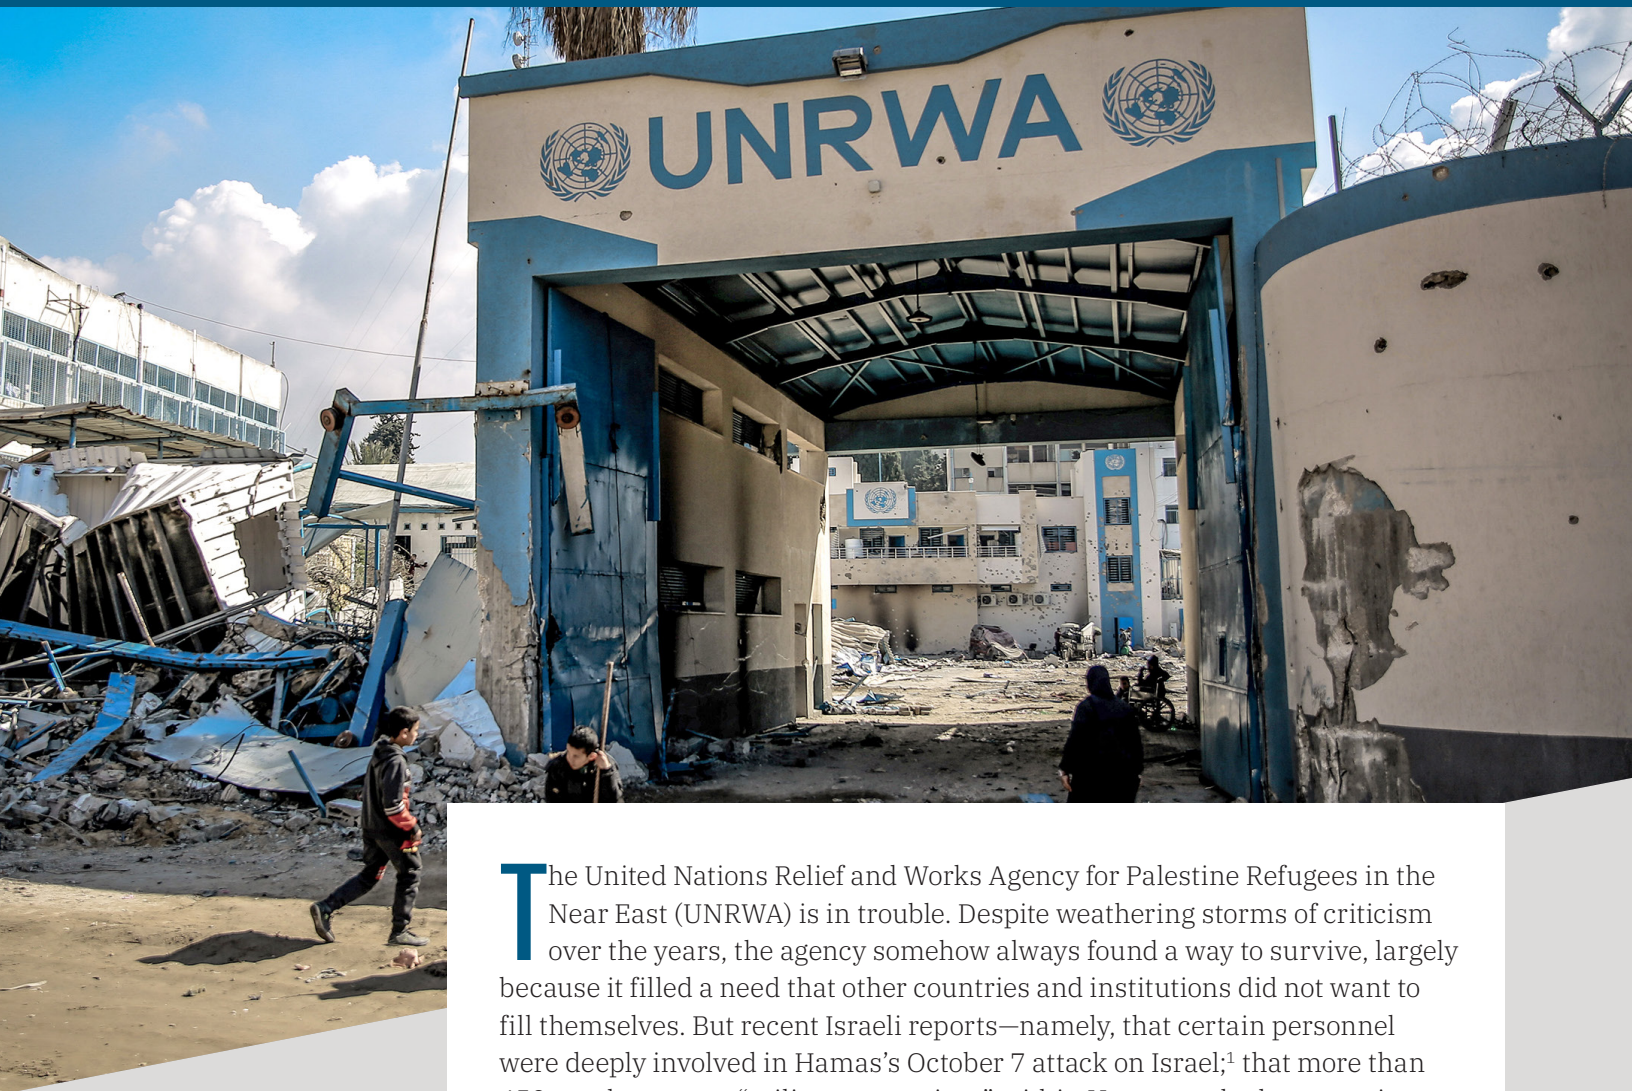 UNRWA
The United Nations Relief and Works Agency for Palestine Refugees in the
Near East (UNRWA) is in trouble. Despite weathering storms of criticism
over the years, the agency somehow always found a way to survive, largely
because it filled a need that other countries and institutions did not want to
fill themselves. But recent Israeli reports—namely, that certain personnel
were deeply involved in Hamas’s October 7 attack on Israel;¹ that more than